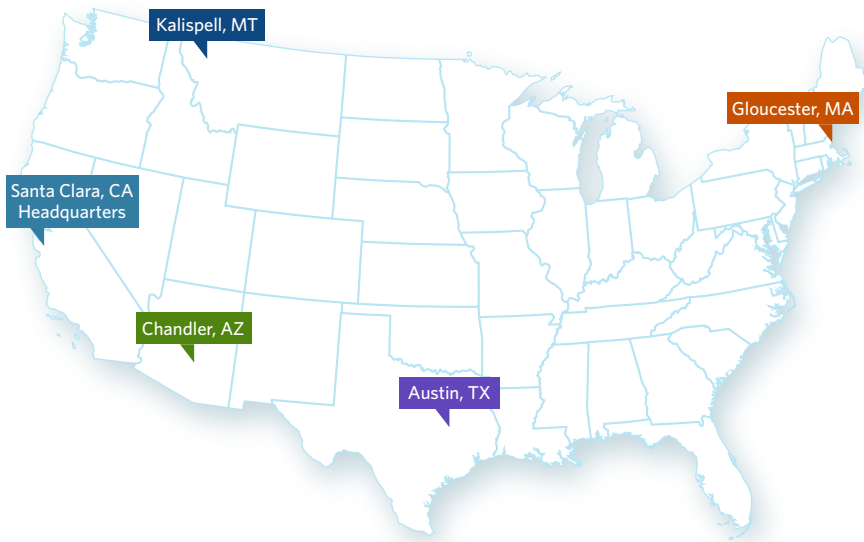 Kalispell, MT
Gloucester, MA
Santa Clara, CA
Headquarters
Chandler, AZ
Austin, TX